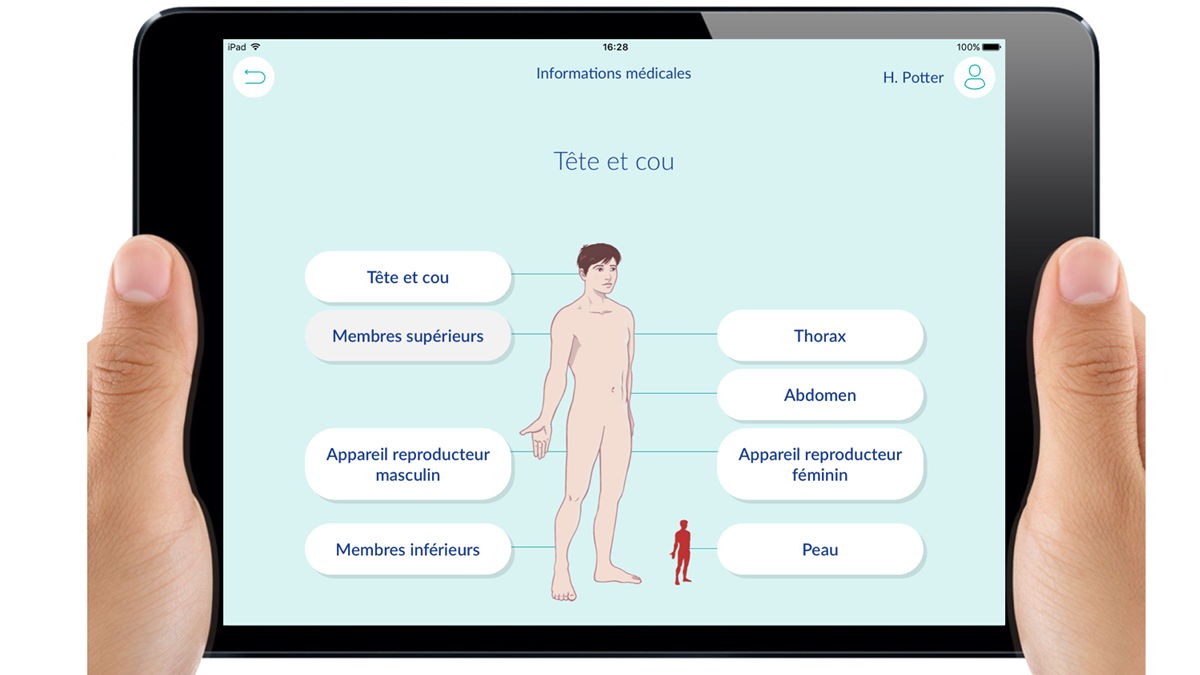 iPad
16:28
100%
Informations médicales
H. Potter
Tête et cou
Tête et cou
Membres supérieurs
Thorax
Abdomen
Appareil reproducteur
masculin
Appareil reproducteur
féminin
Membres inférieurs
Peau